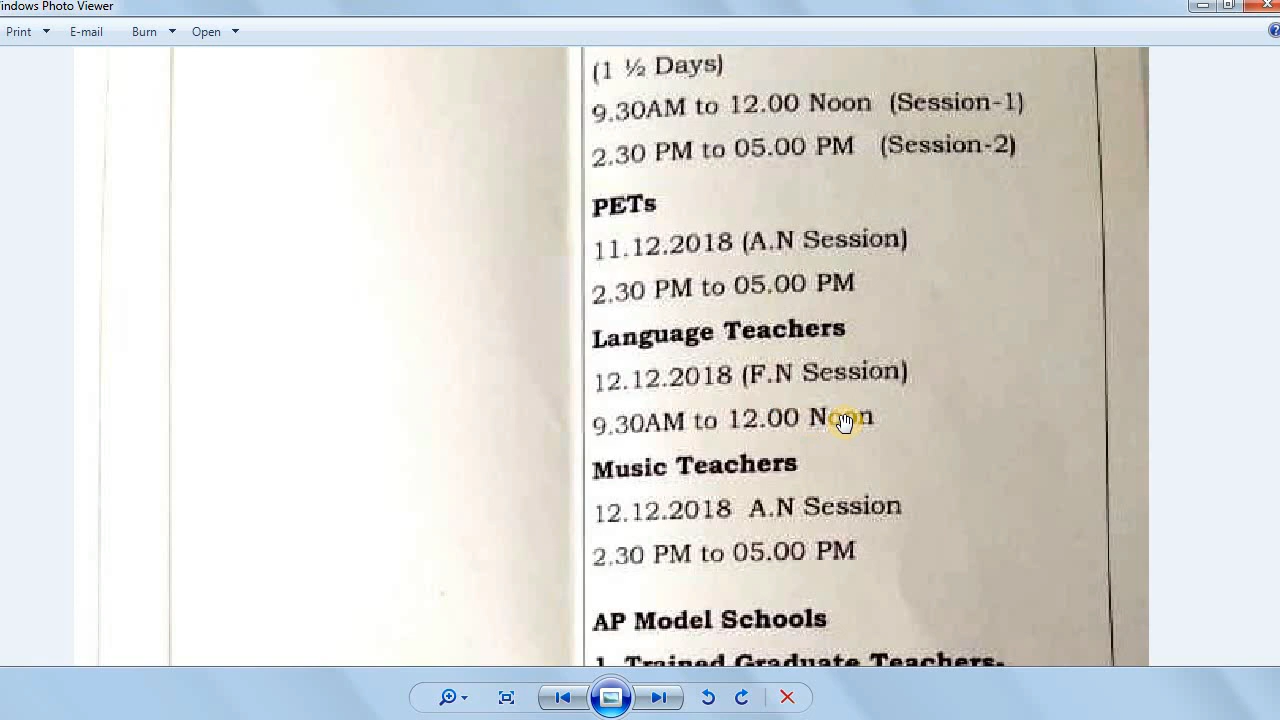 indows Photo Viewer
Print E-mail Burn Open
(1 ½ Days)
9.30AM to 12.00 Noon (Session-1)
2.30 PM to 05.00 PM (Session-2)
PETs
11.12.2018 (A.N Session)
2.30 PM to 05.00 PM
Language Teachers
12.12.2018 (F.N Session)
9.30AM to 12.00 Noon
Music Teachers
12.12.2018 A.N Session
2.30 PM to 05.00 PM
AP Model Schools
1. Trained Graduate Teachers.